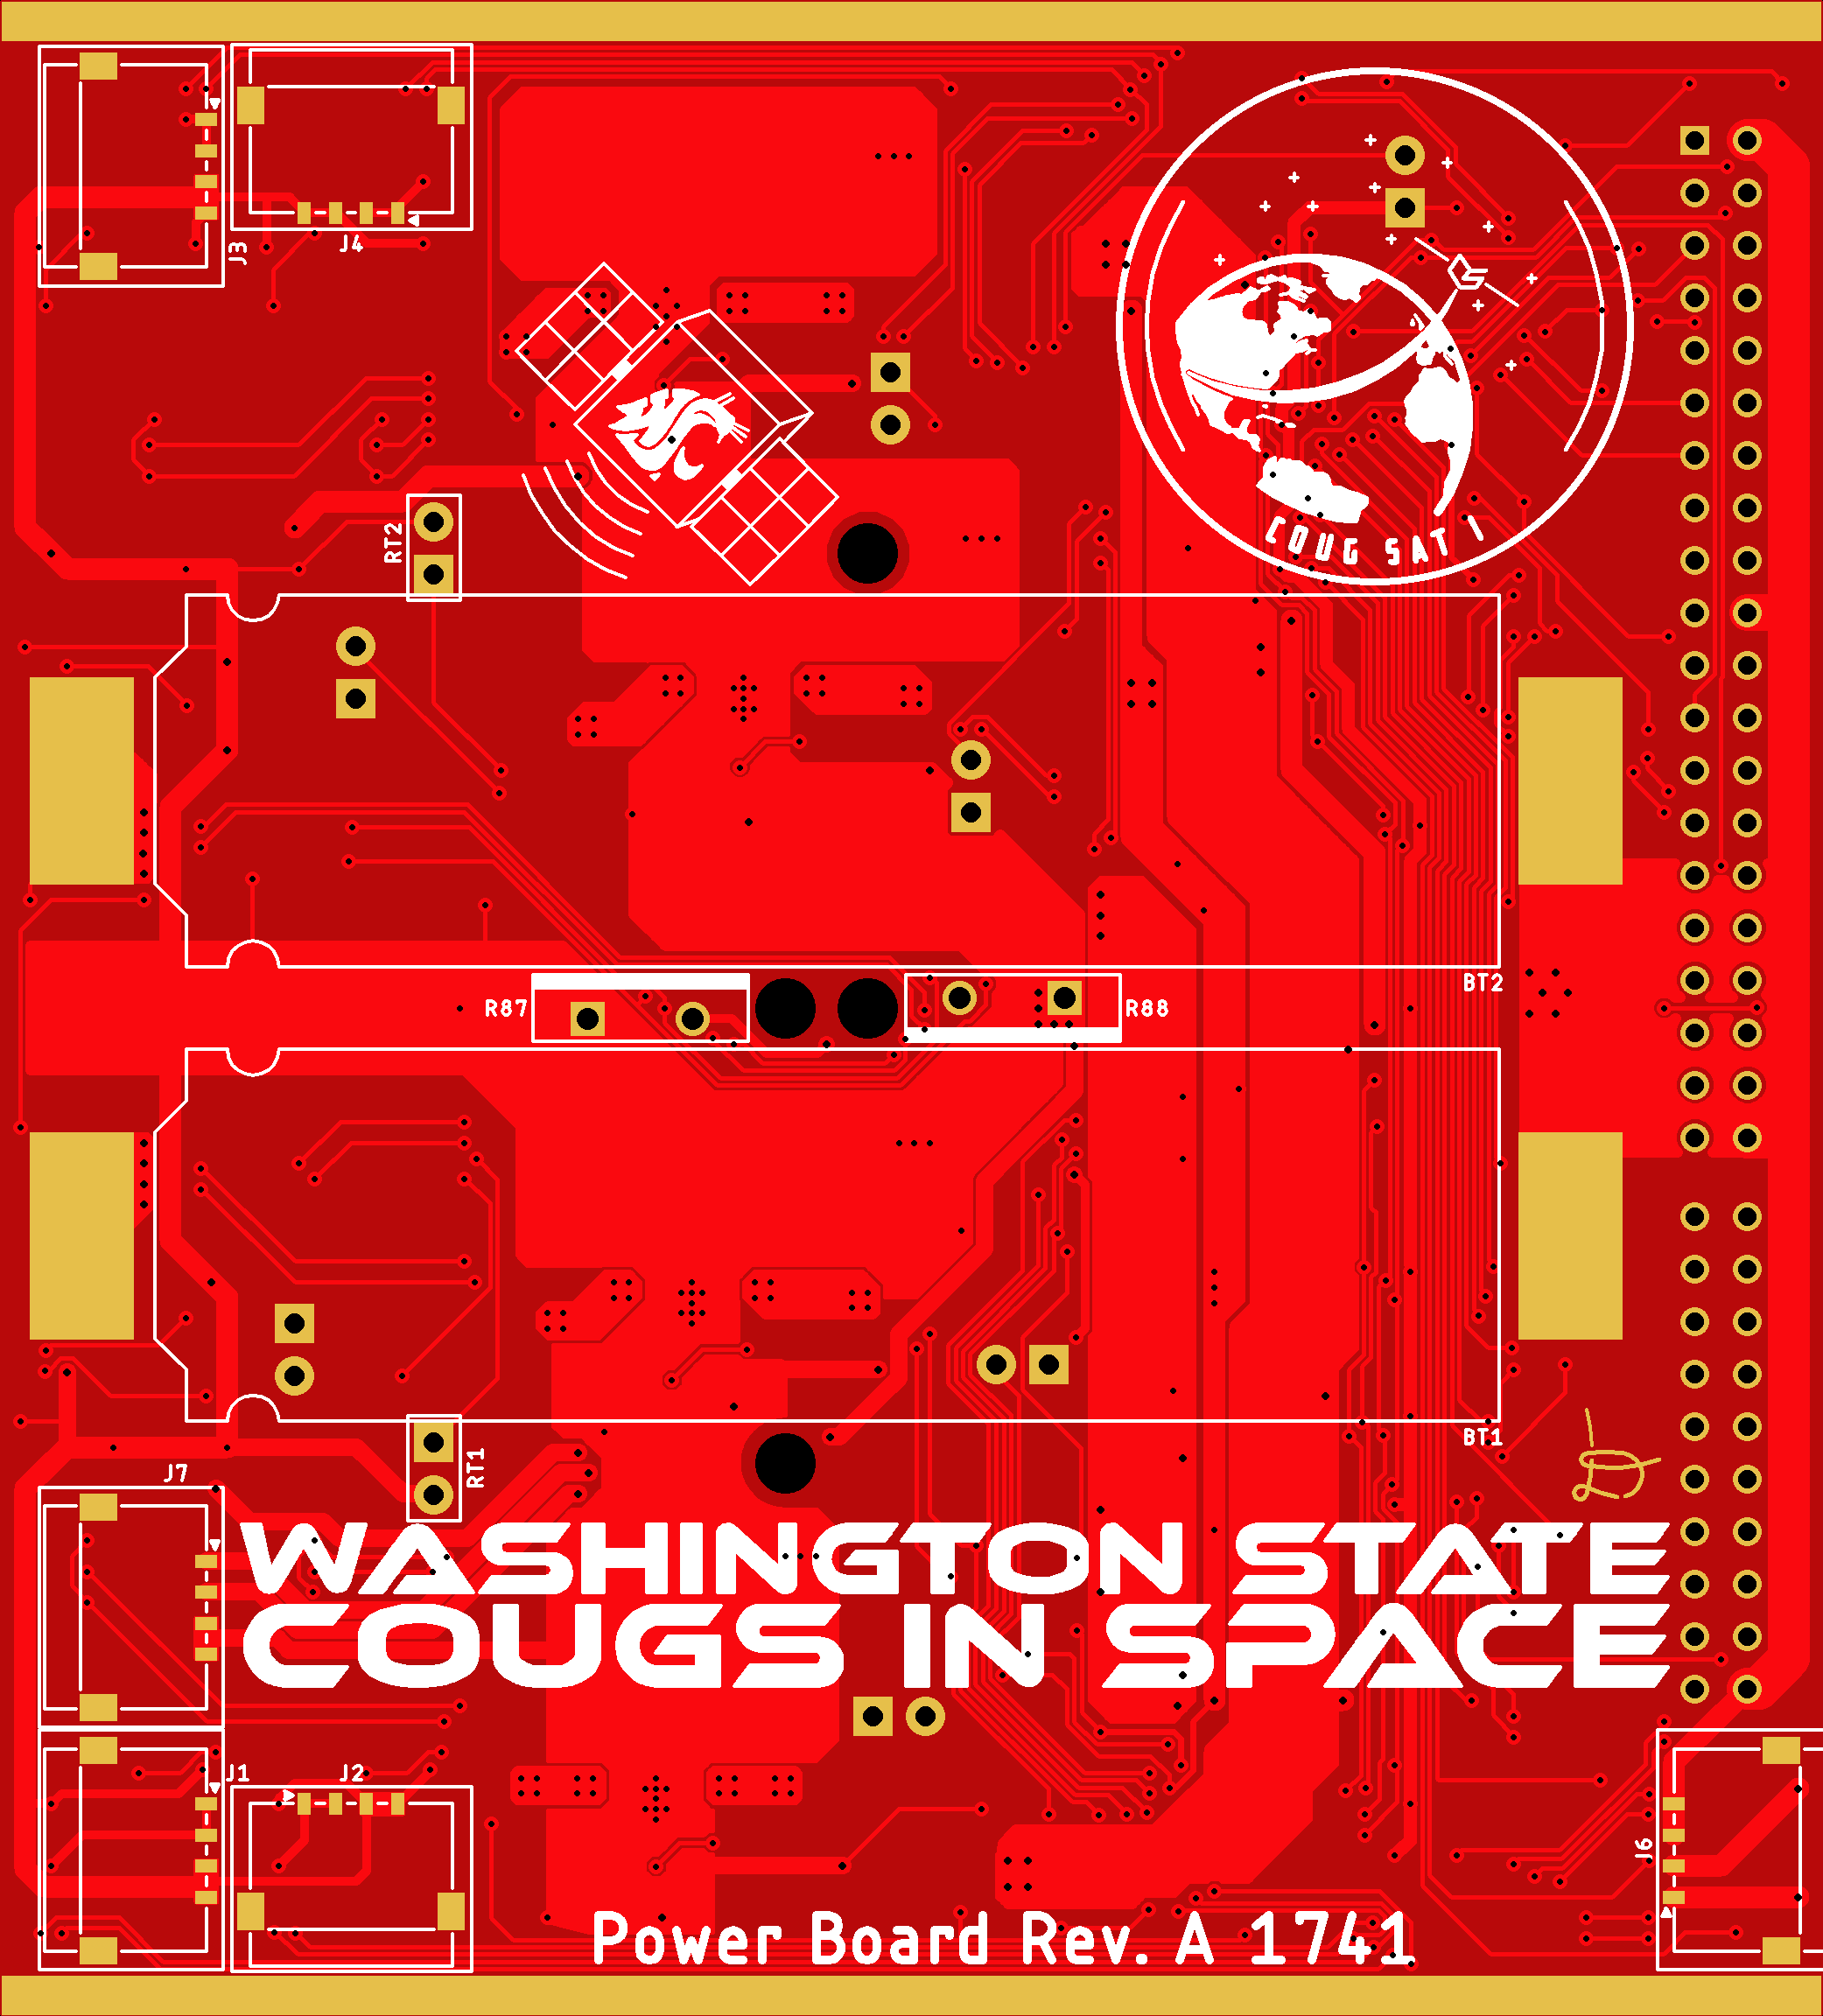 J3
J4
COUG SAT I
RT2
BT2
R87
R88
BT1
RT1
J7
WASHINGTON STATE
COUGS IN SPACE
J1
J2
J6
Power Board Rev. A 1741